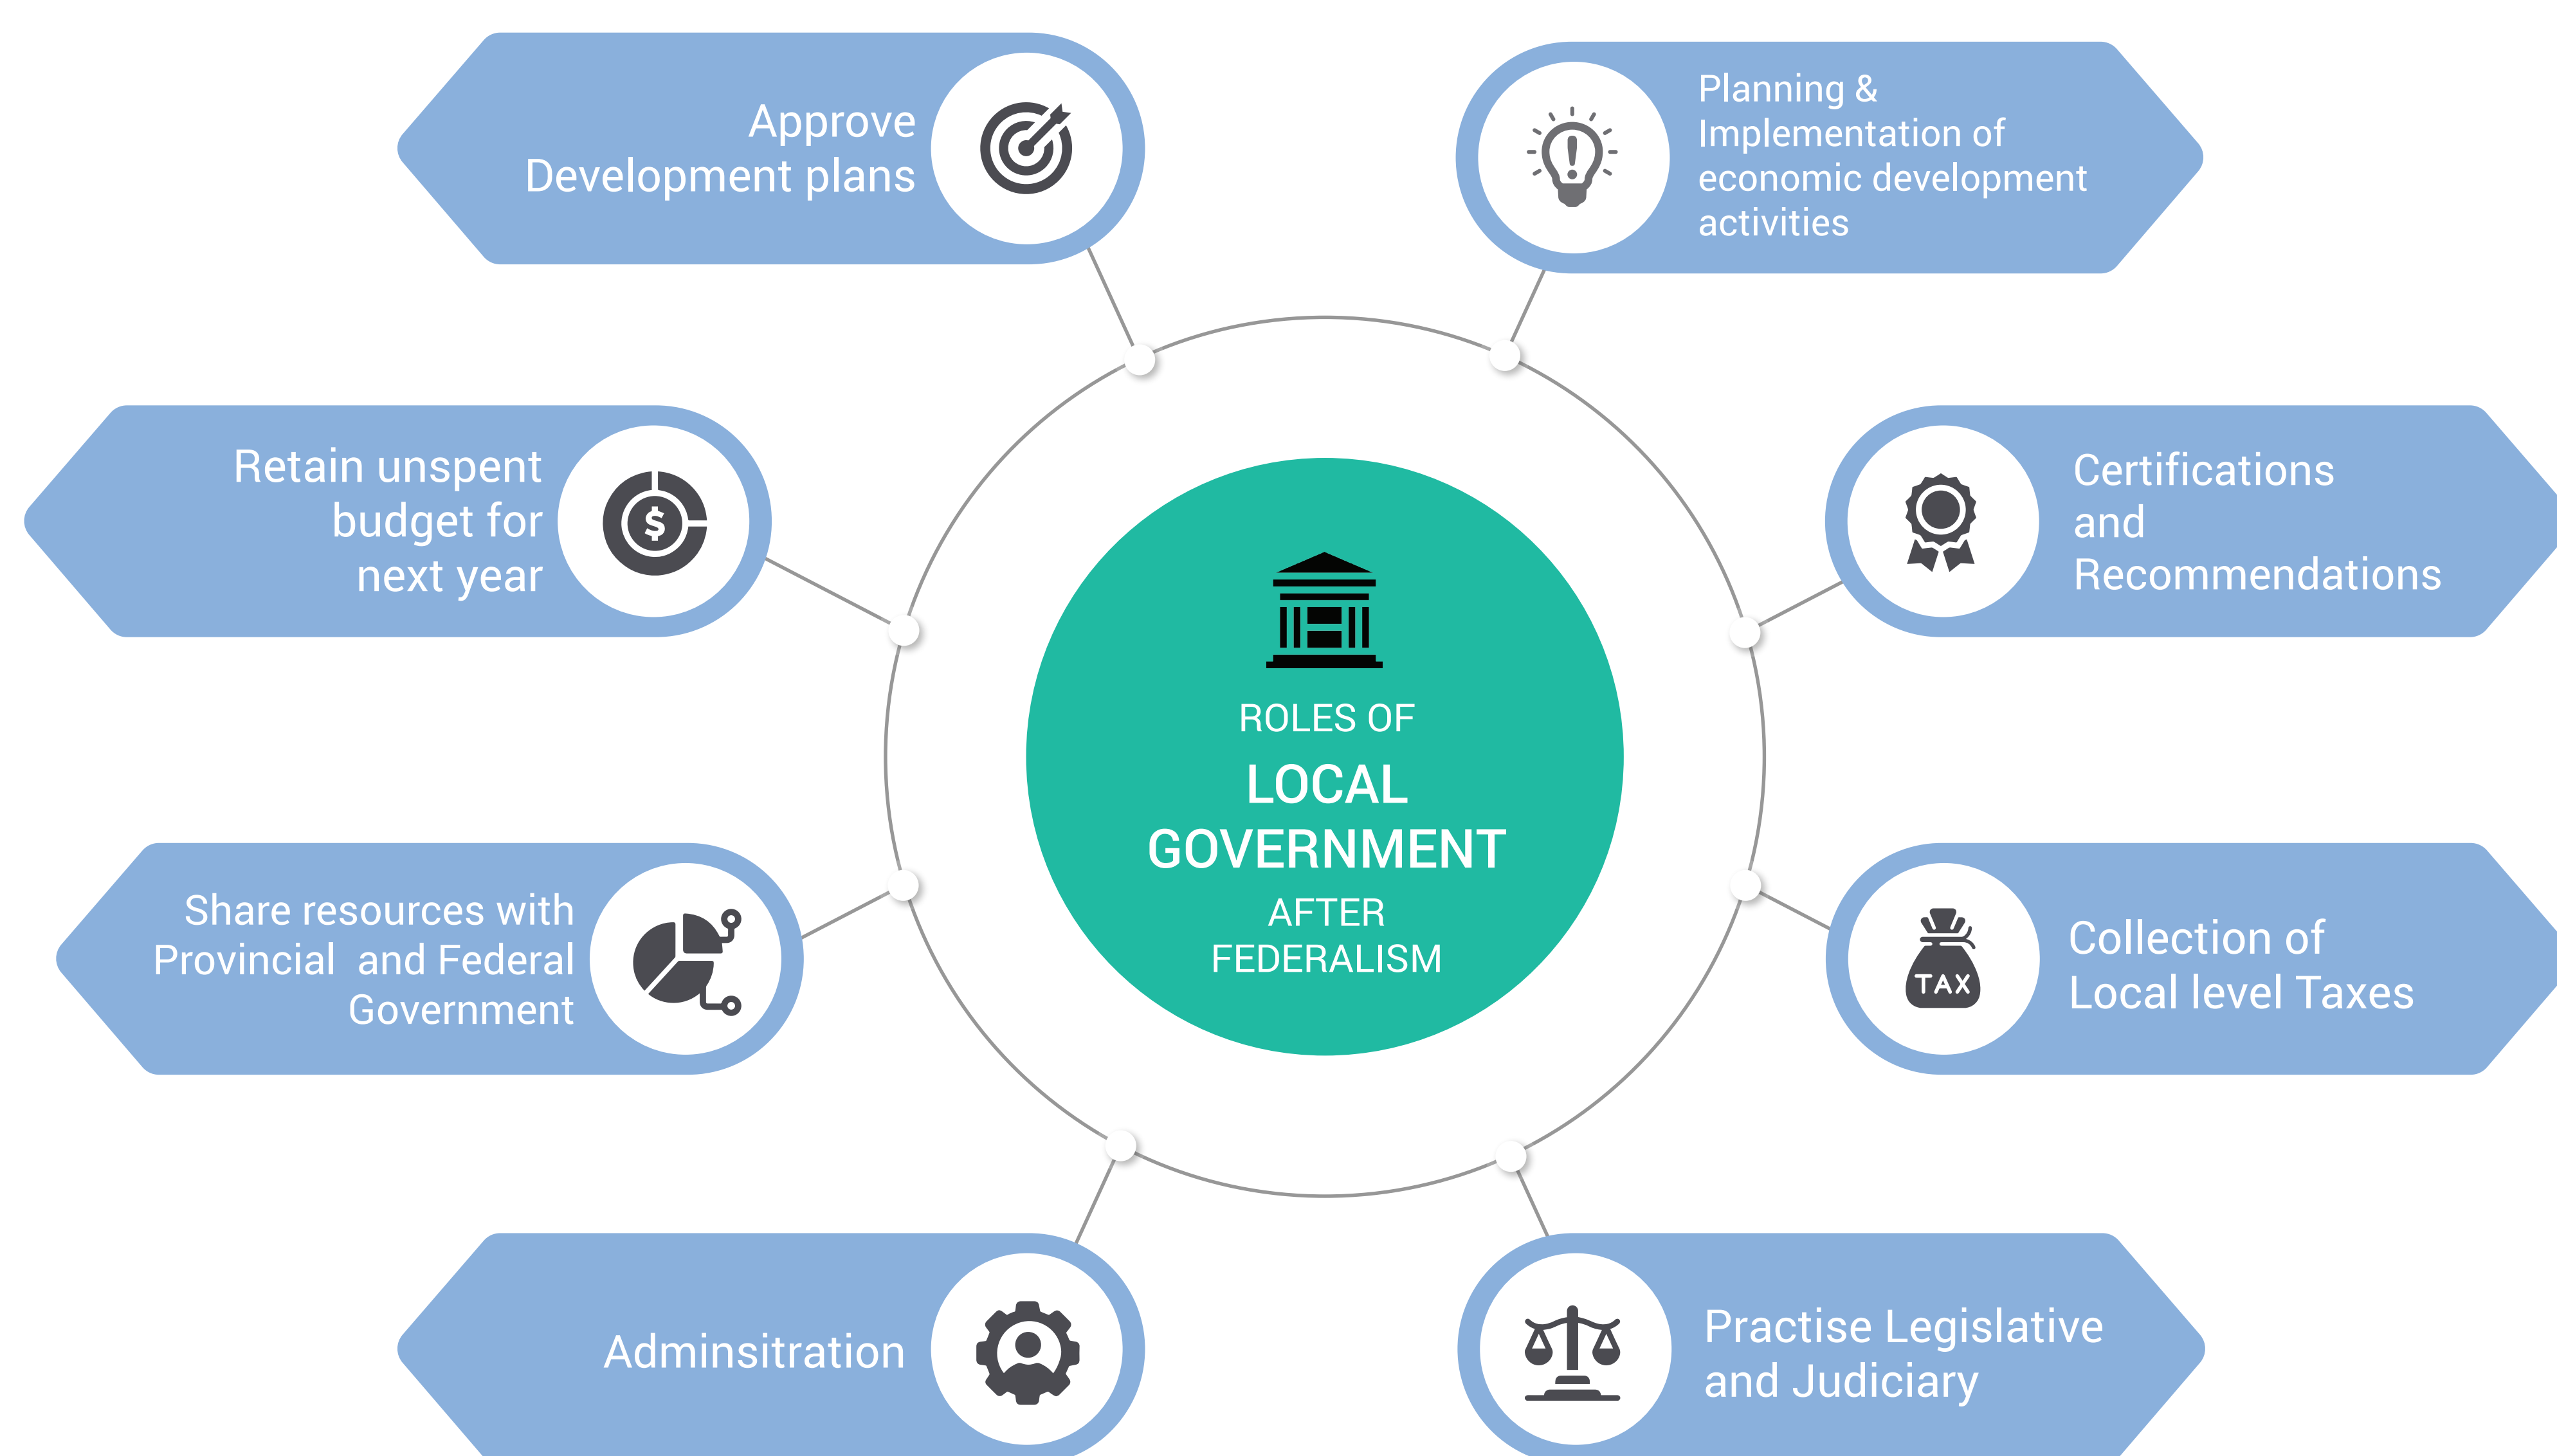 Approve
Development plans
Planning &
Implementation of
economic development
activities
Retain unspent
budget for
next year
$
Certifications
and
Recommendations
ROLES OF
LOCAL
GOVERNMENT
AFTER
FEDERALISM
Share resources with
Provincial and Federal
Government
TAX
Collection of
Local level Taxes
Adminsitration
Practise Legislative
and Judiciary